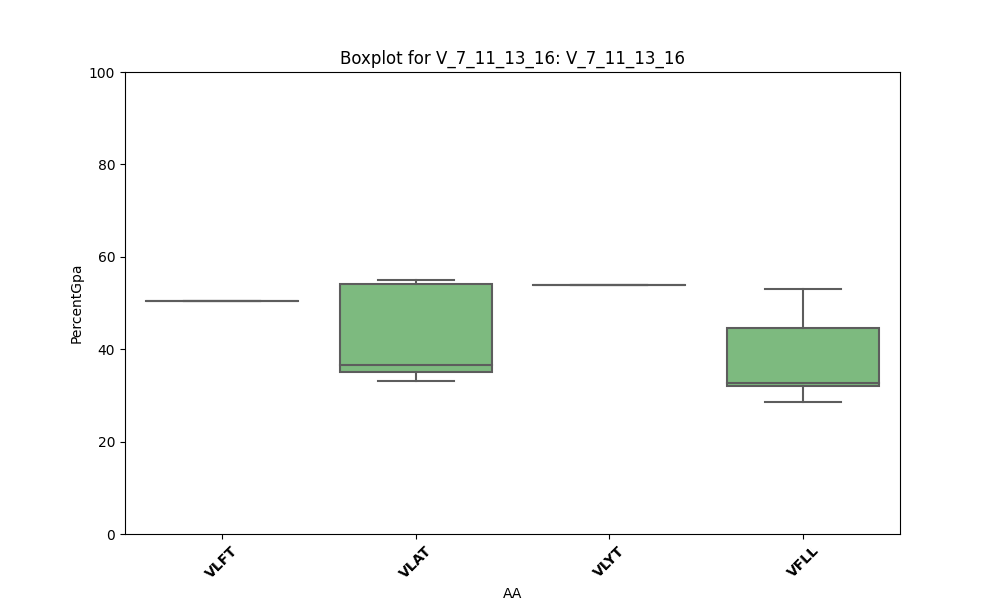 Boxplot for V_7_11_13_16: V_7_11_13_16
100
80
60
40
20
0
PercentGpa
VLFT
VLAT
VLYT
VFLL
AA